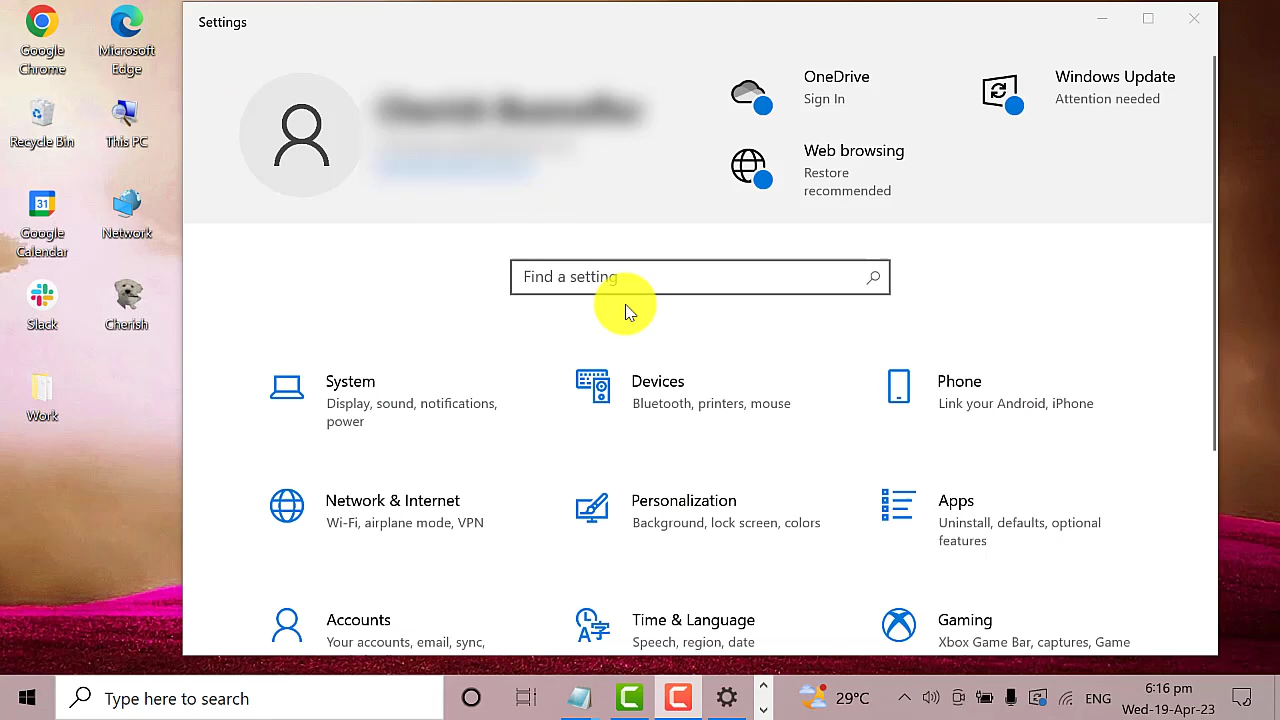 Google
Chrome
Microsoft
Edge
Recycle Bin
This PC
31
Google
Calendar
Network
Slack
Cherish
Work
Settings
OneDrive
Sign In
Windows Update
Attention needed
Web browsing
Restore
recommended
Find a setting
System
Display, sound, notifications,
power
Devices
Bluetooth, printers, mouse
Phone
Link your Android, iPhone
Network & Internet
Wi-Fi, airplane mode, VPN
Personalization
Background, lock screen, colors
Apps
Uninstall, defaults, optional
features
Accounts
Your accounts, email, sync,
Time & Language
Speech, region, date
Gaming
Xbox Game Bar, captures, Game
Type here to search
29°C
ENG
6:16 pm
Wed-19-Apr-23